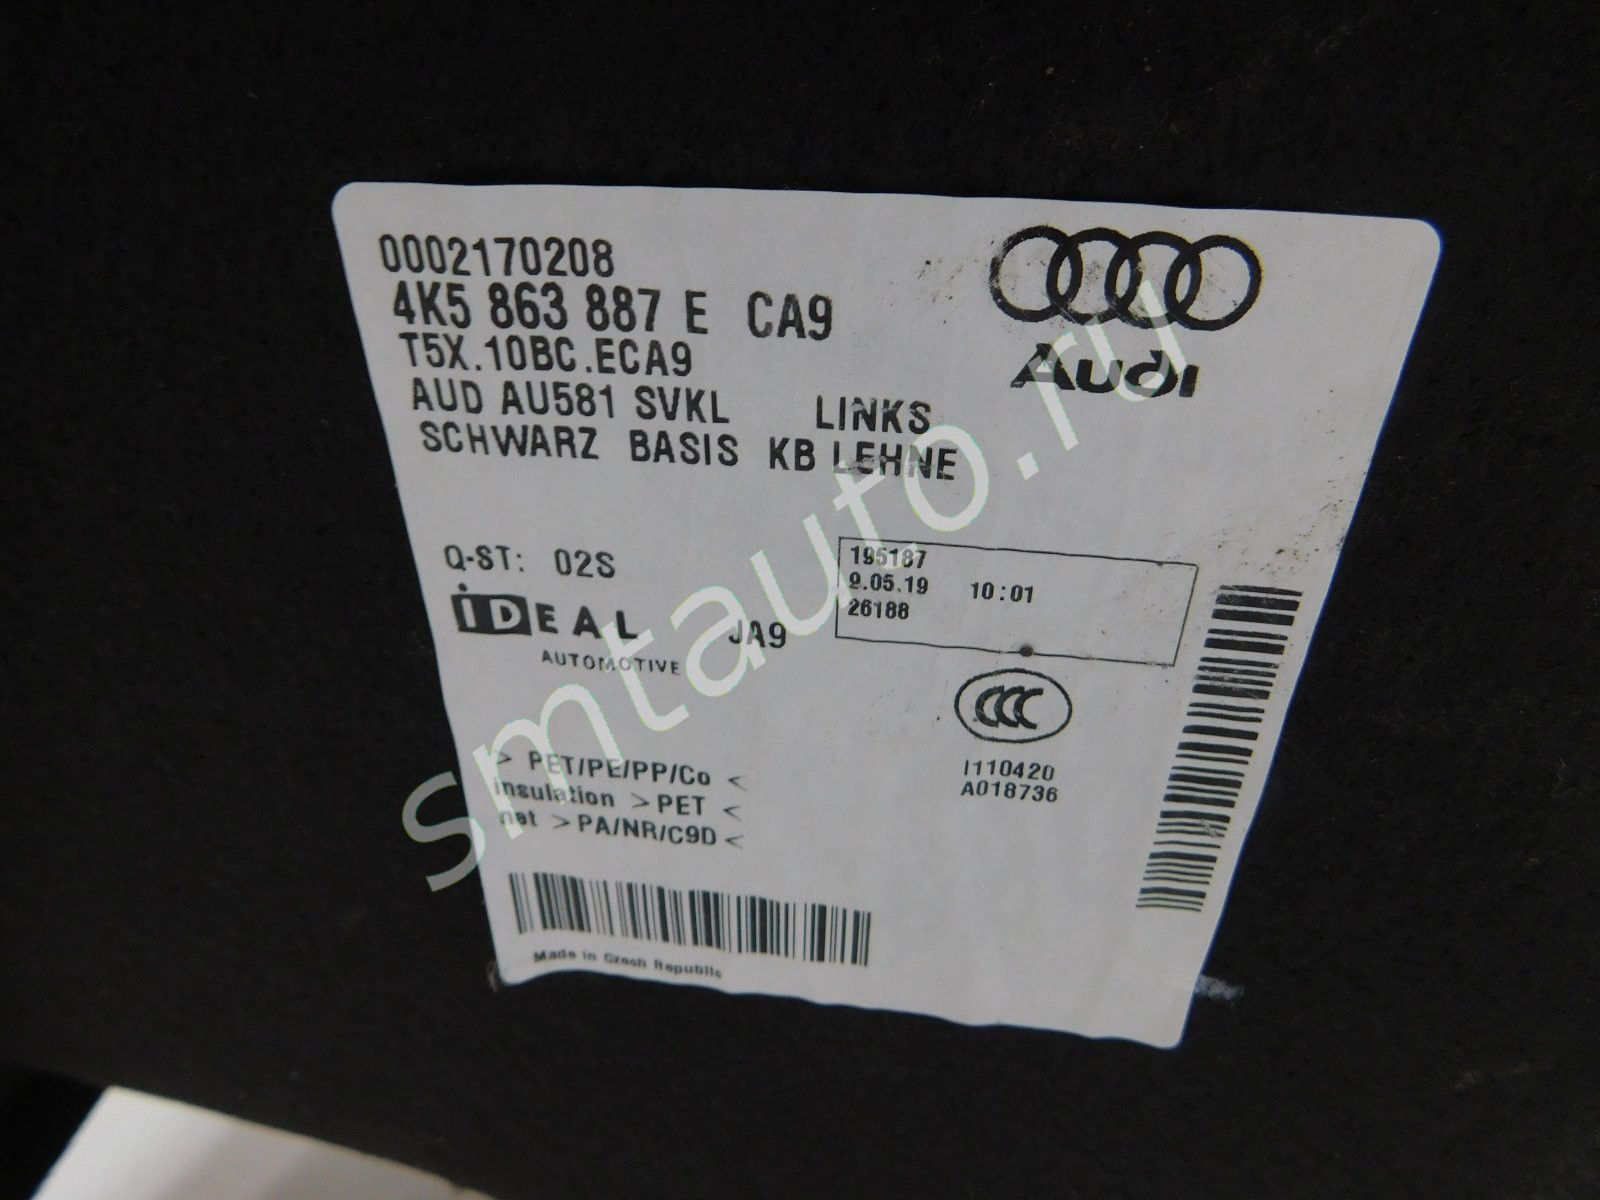 0002170208
4K5 863 887 E CA9
T5X.10BC.ECA9
AUD AU581 SVKL LINKS
SCHWARZ BASIS KB LEHNE
Audi
Q-ST: 02S
iDEAL JA9
AUTOMOTIVE
195187
9.05.19 10:01
26188
CCC
I110420
A018736
> PET/PE/PP/Co <
insulation > PET <
net > PA/NR/C9D <
Made in Czech Republic
smtauto.ru